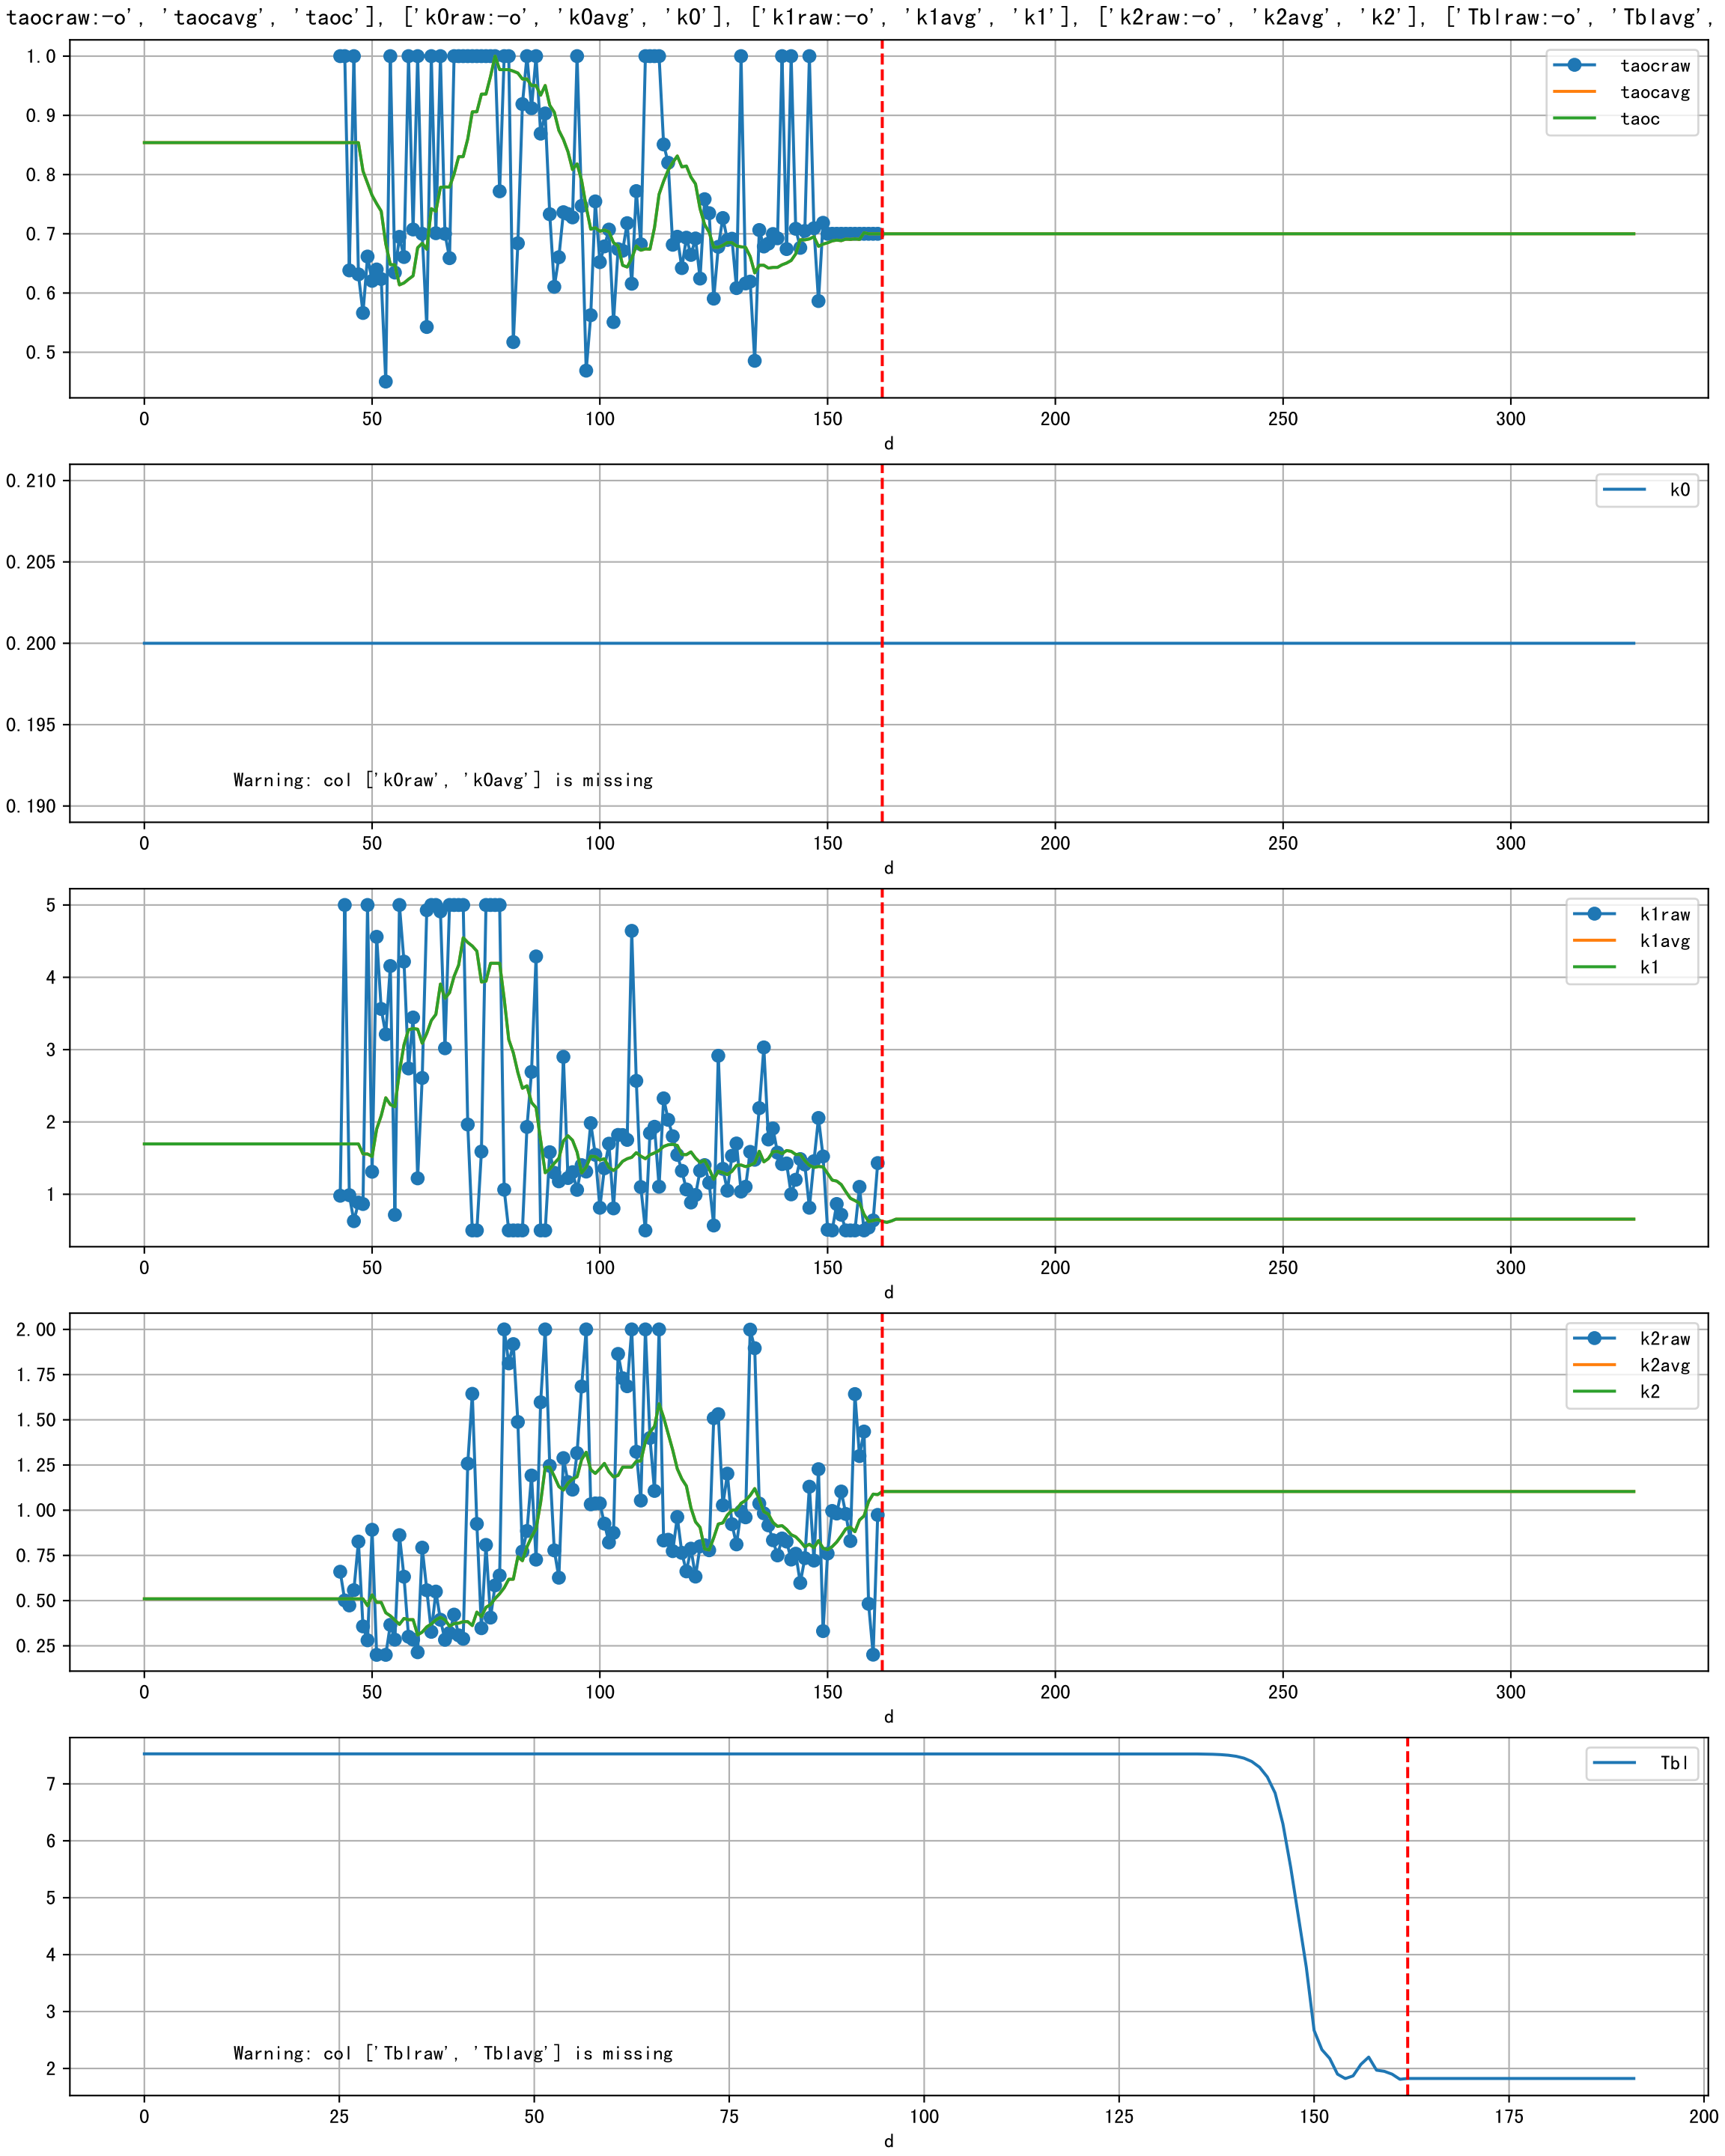 taocraw:-o', 'taocavg', 'taoc'], ['k0raw:-o', 'k0avg', 'k0'], ['k1raw:-o', 'k1avg', 'k1'], ['k2raw:-o', 'k2avg', 'k2'], ['Tblraw:-o', 'Tblavg',
1.0
0.9
0.8
0.7
0.6
0.5
taocraw
taocavg
taoc
0 50 100 150 200 250 300
d
0.210
0.205
0.200
0.195
0.190
k0
Warning: col ['k0raw', 'k0avg'] is missing
0 50 100 150 200 250 300
d
5
4
3
2
1
k1raw
k1avg
k1
0 50 100 150 200 250 300
d
2.00
1.75
1.50
1.25
1.00
0.75
0.50
0.25
k2raw
k2avg
k2
0 50 100 150 200 250 300
d
7
6
5
4
3
2
Tbl
Warning: col ['Tblraw', 'Tblavg'] is missing
0 25 50 75 100 125 150 175 200
d